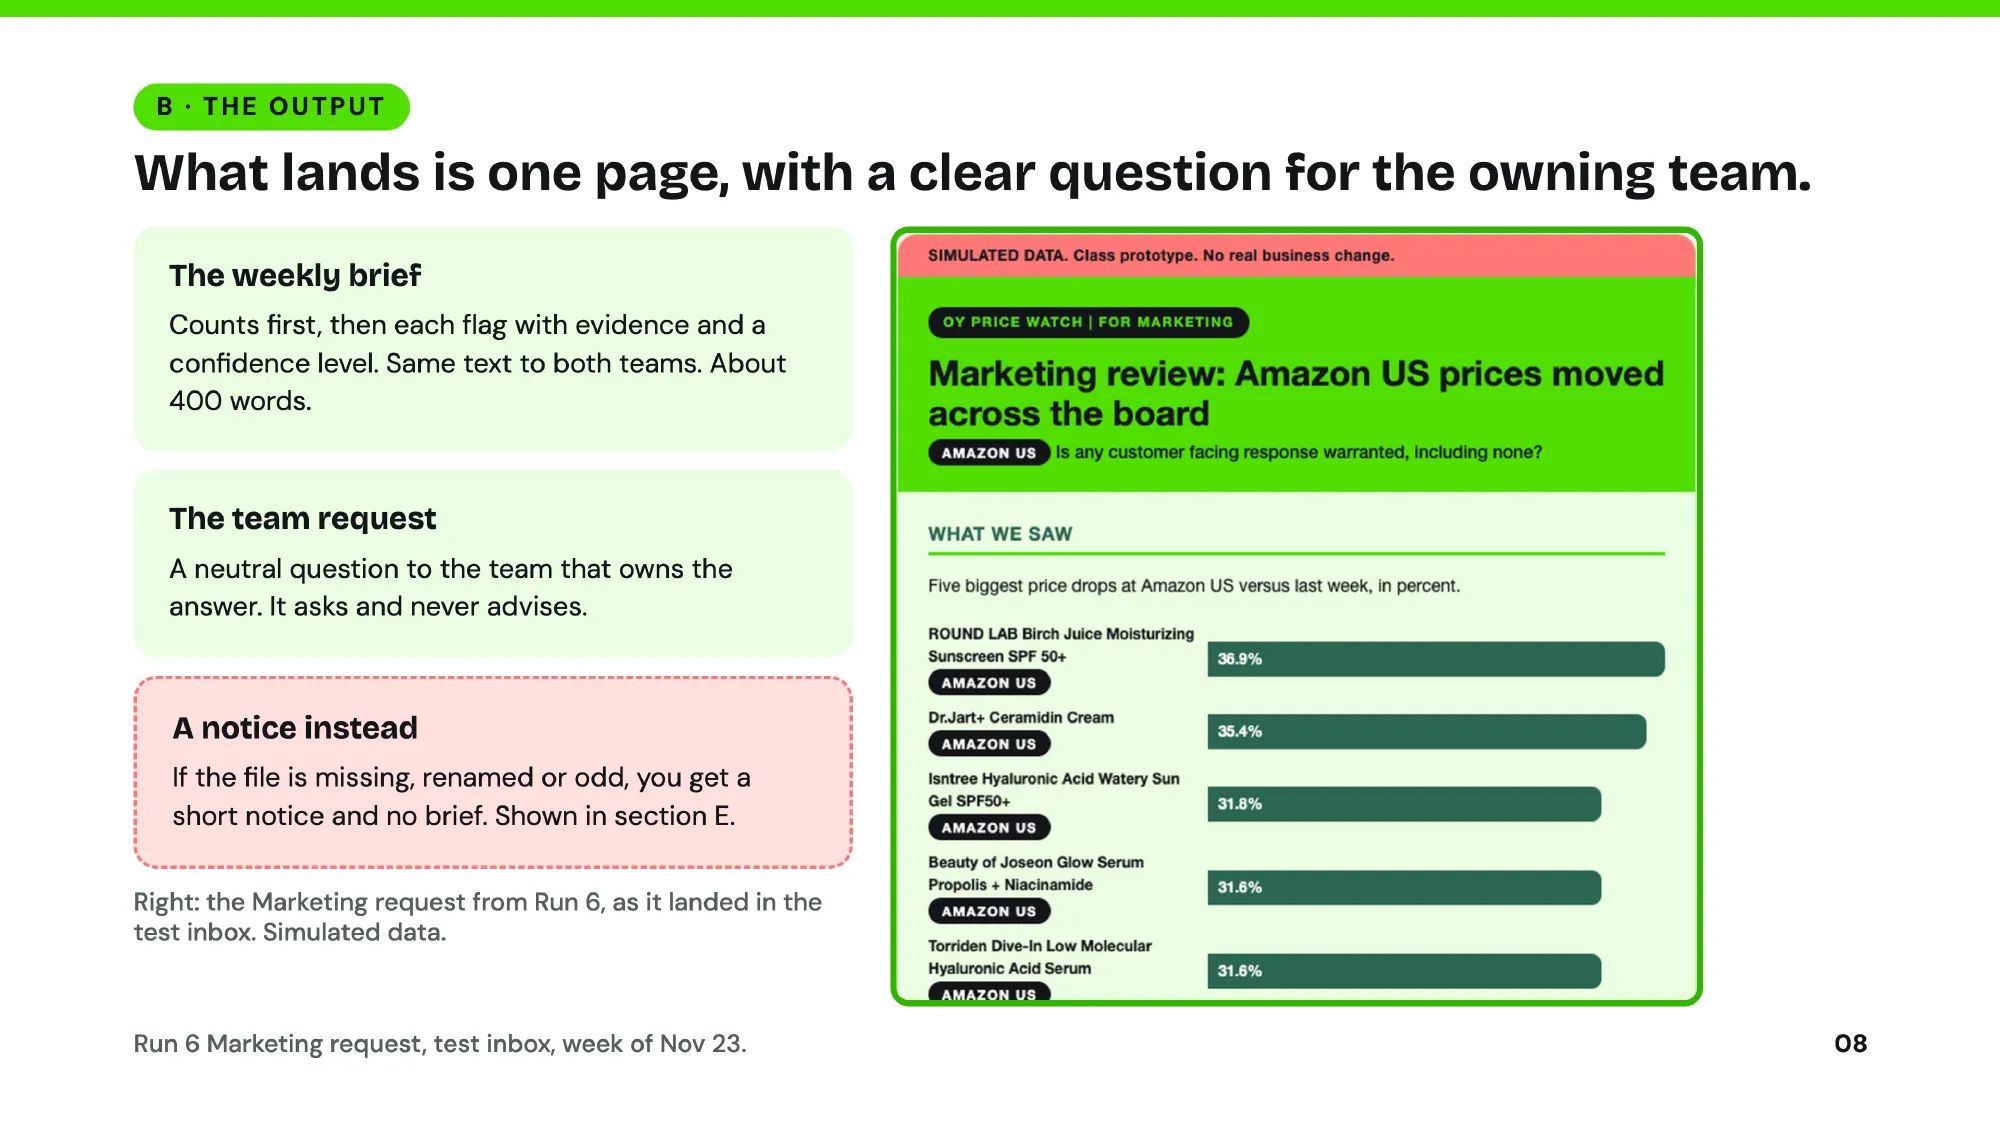 B · THE OUTPUT
What lands is one page, with a clear question for the owning team.
The weekly brief
Counts first, then each flag with evidence and a
confidence level. Same text to both teams. About
400 words.
The team request
A neutral question to the team that owns the
answer. It asks and never advises.
A notice instead
If the file is missing, renamed or odd, you get a
short notice and no brief. Shown in section E.
Right: the Marketing request from Run 6, as it landed in the
test inbox. Simulated data.
SIMULATED DATA. Class prototype. No real business change.
OY PRICE WATCH | FOR MARKETING
Marketing review: Amazon US prices moved
across the board
AMAZON US Is any customer facing response warranted, including none?
WHAT WE SAW
Five biggest price drops at Amazon US versus last week, in percent.
ROUND LAB Birch Juice Moisturizing
Sunscreen SPF 50+
AMAZON US
36.9%
Dr.Jart+ Ceramidin Cream
AMAZON US
35.4%
Isntree Hyaluronic Acid Watery Sun
Gel SPF50+
AMAZON US
31.8%
Beauty of Joseon Glow Serum
Propolis + Niacinamide
AMAZON US
31.6%
Torriden Dive-In Low Molecular
Hyaluronic Acid Serum
AMAZON US
31.6%
Run 6 Marketing request, test inbox, week of Nov 23.
08